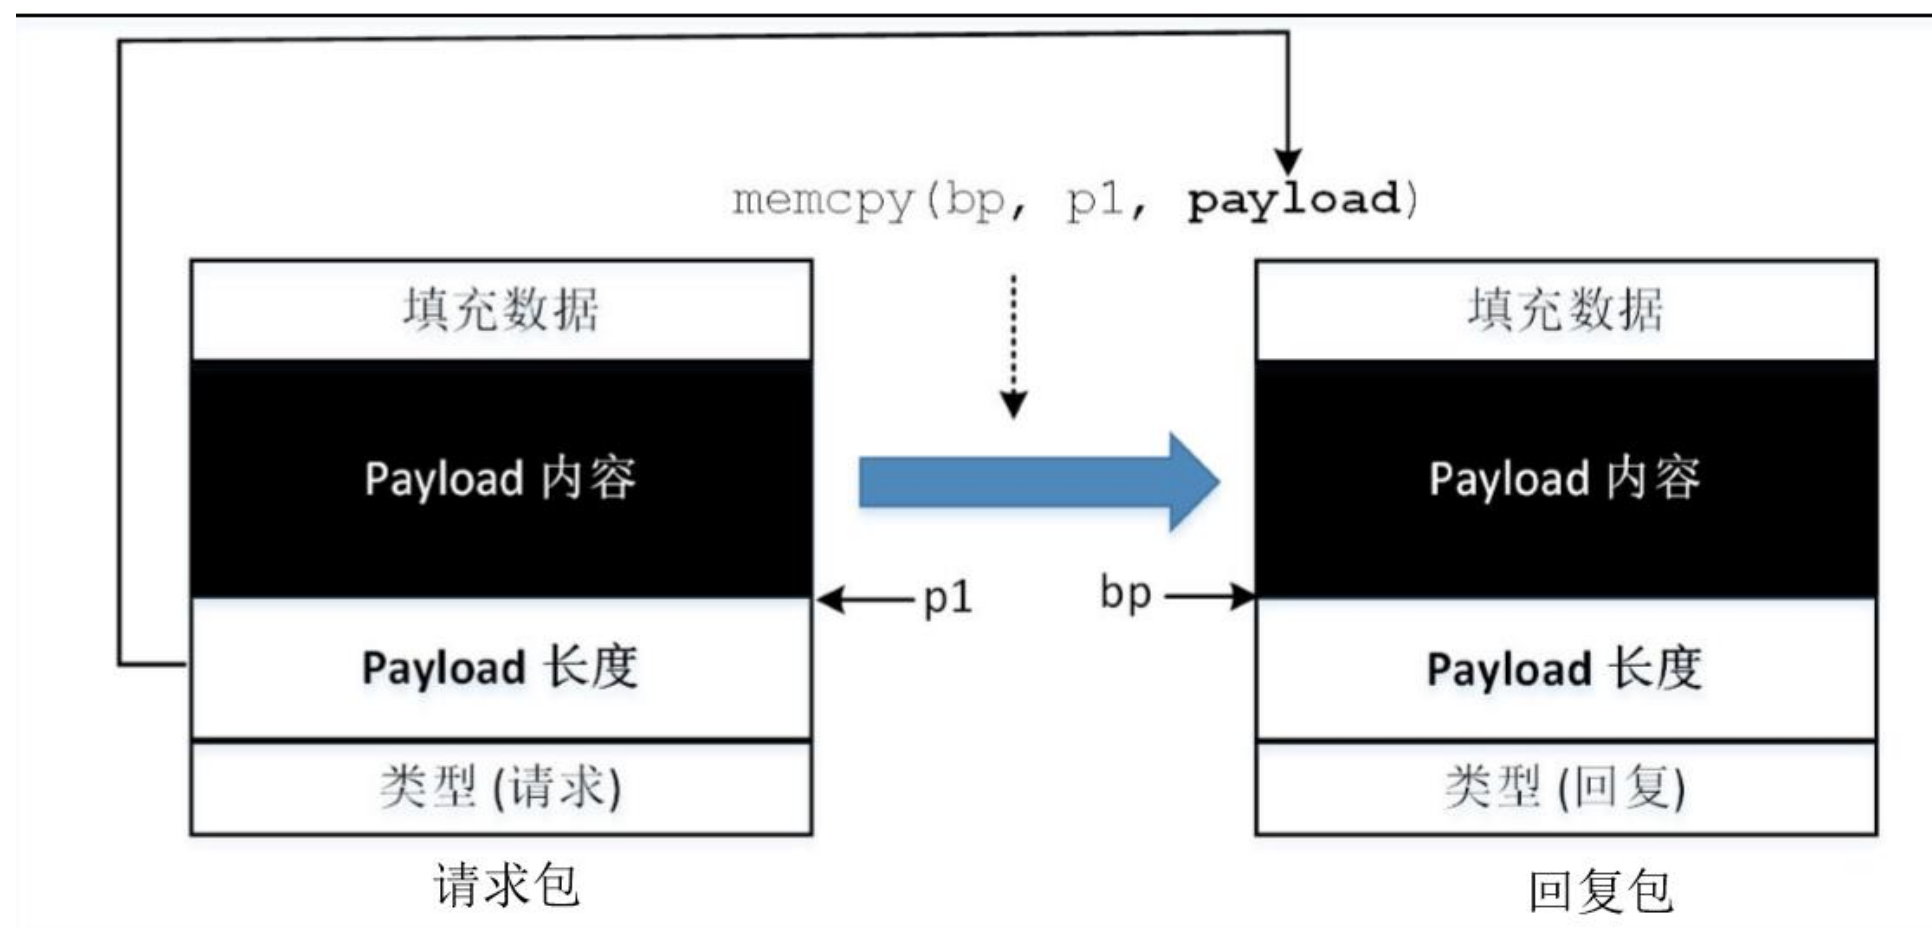 memcpy(bp, p1, payload)
填充数据
Payload 内容
Payload 长度
类型 (请求)
请求包
p1
bp
填充数据
Payload 内容
Payload 长度
类型 (回复)
回复包